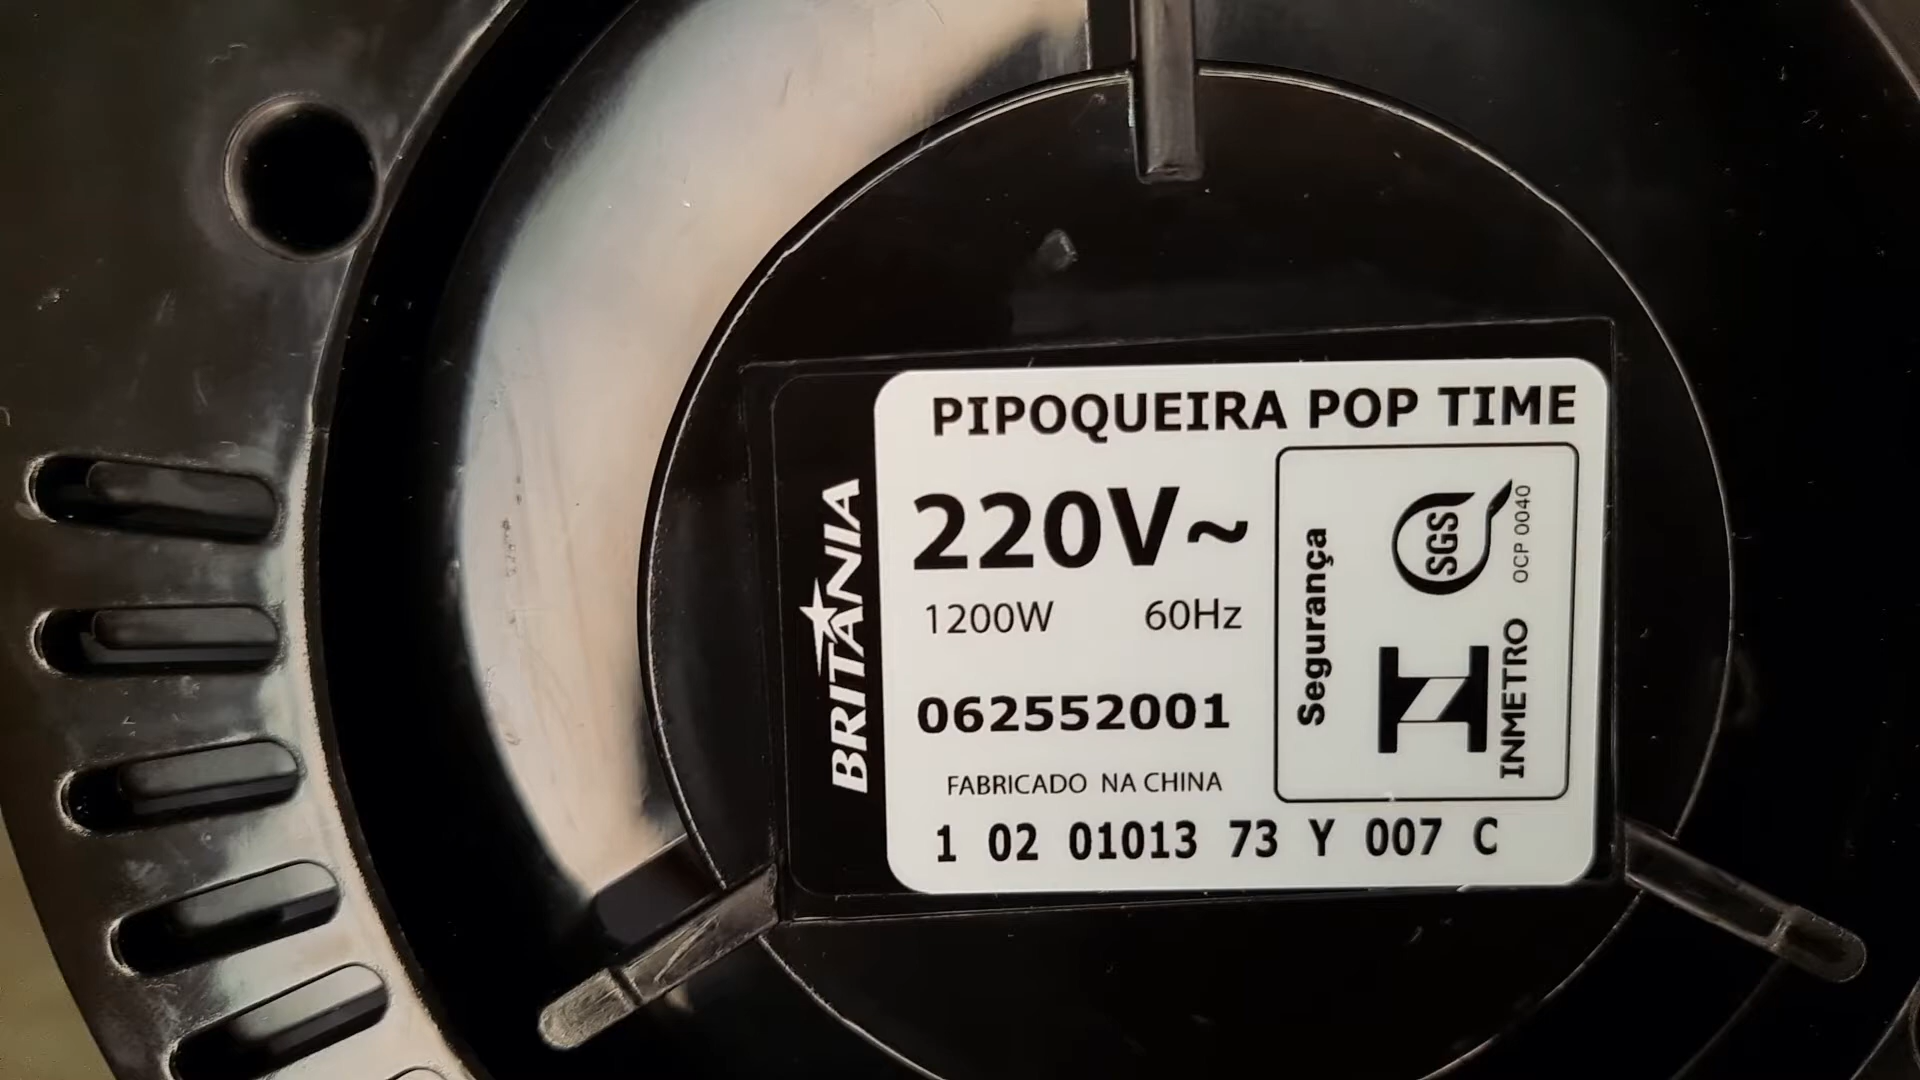 PIPOQUEIRA POP TIME
BRITANIA
220V~
1200W 60Hz
062552001
FABRICADO NA CHINA
1 02 01013 73 Y 007 C
Segurança
SGS
OCP 0040
INMETRO